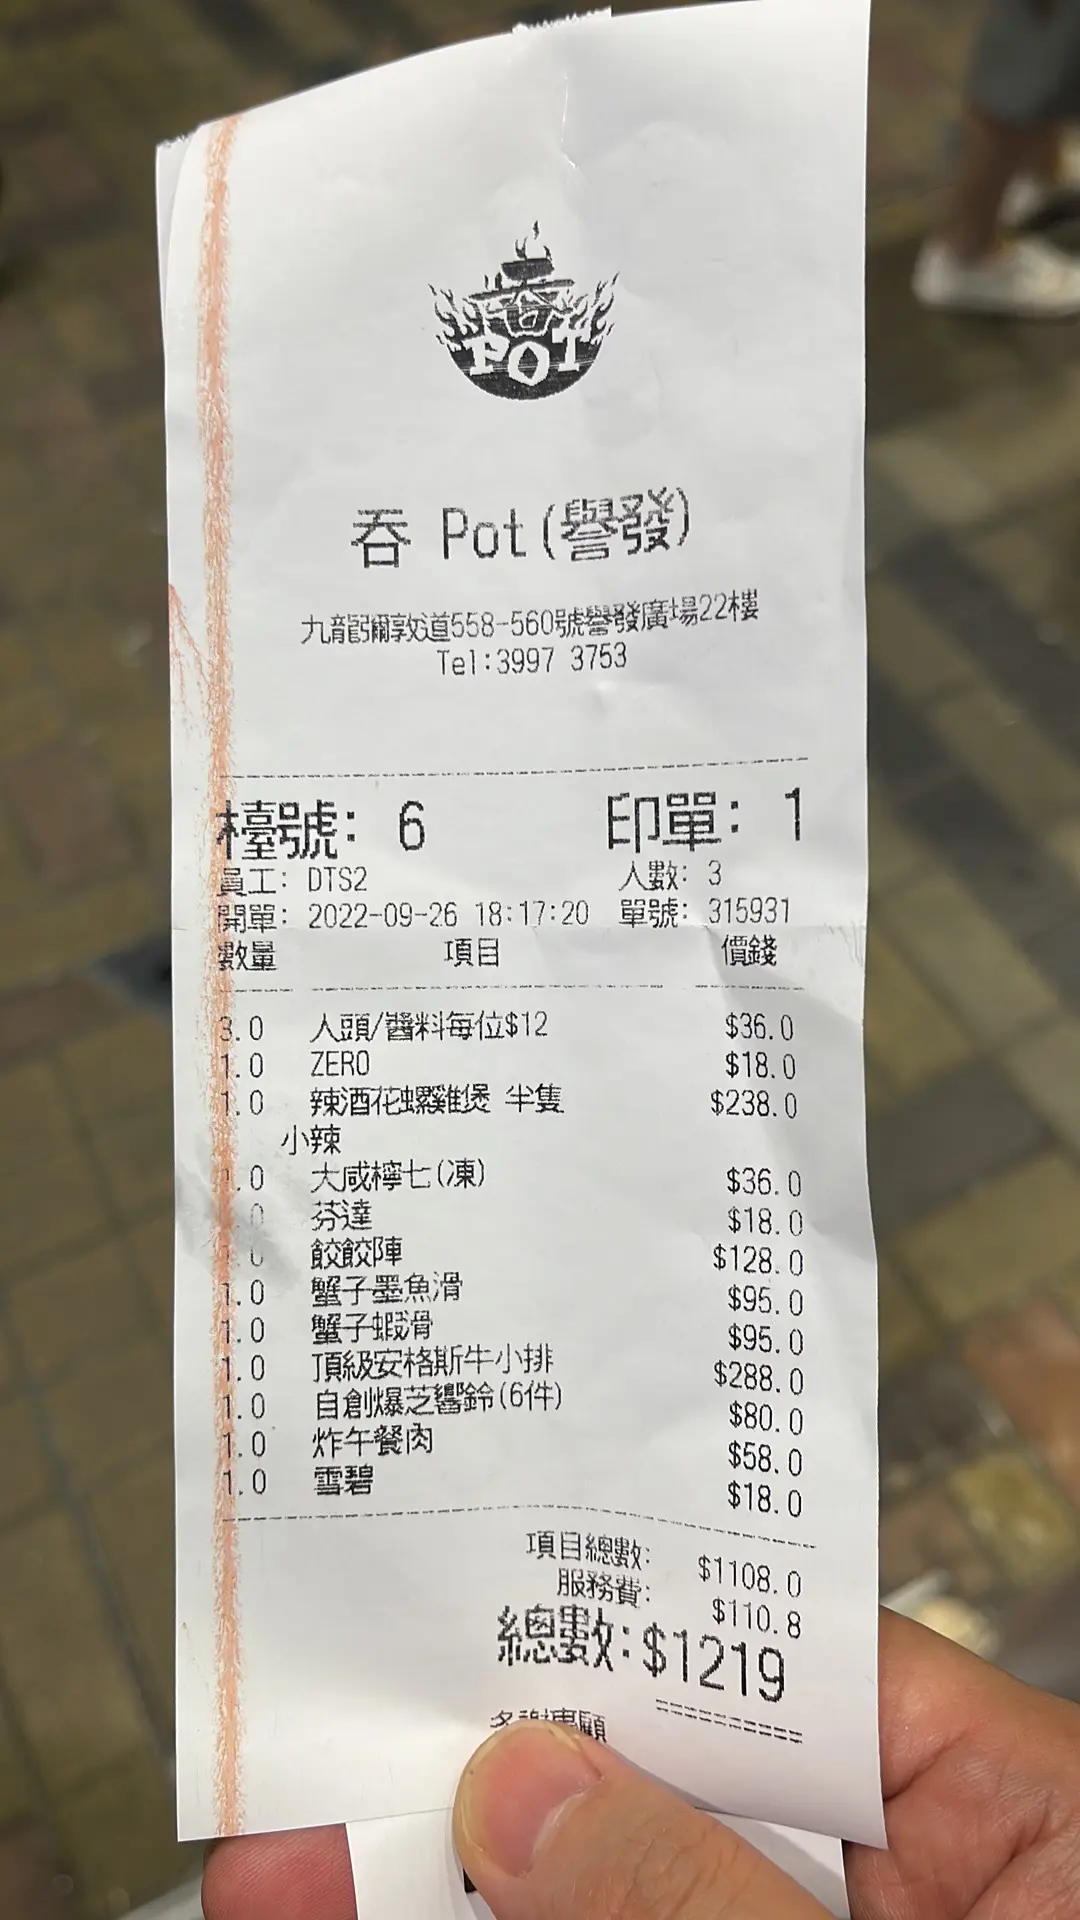 吞
POT
吞 Pot(譽發)
九龍彌敦道558-560號譽發廣場22樓
Tel:3997 3753
檯號: 6 印單: 1
員工: DTS2 人數: 3
開單: 2022-09-26 18:17:20 單號: 315931
數量 項目 價錢
3.0 人頭/醬料每位$12 $36.0
1.0 ZERO $18.0
1.0 辣酒花螺雞煲 半隻 $238.0
小辣
1.0 大咸檸七(凍) $36.0
.0 芬達 $18.0
.0 餃餃陣 $128.0
1.0 蟹子墨魚滑 $95.0
1.0 蟹子蝦滑 $95.0
1.0 頂級安格斯牛小排 $288.0
1.0 自創爆芝響鈴(6件) $80.0
1.0 炸午餐肉 $58.0
1.0 雪碧 $18.0
項目總數: $1108.0
服務費: $110.8
總數: $1219
多謝惠顧